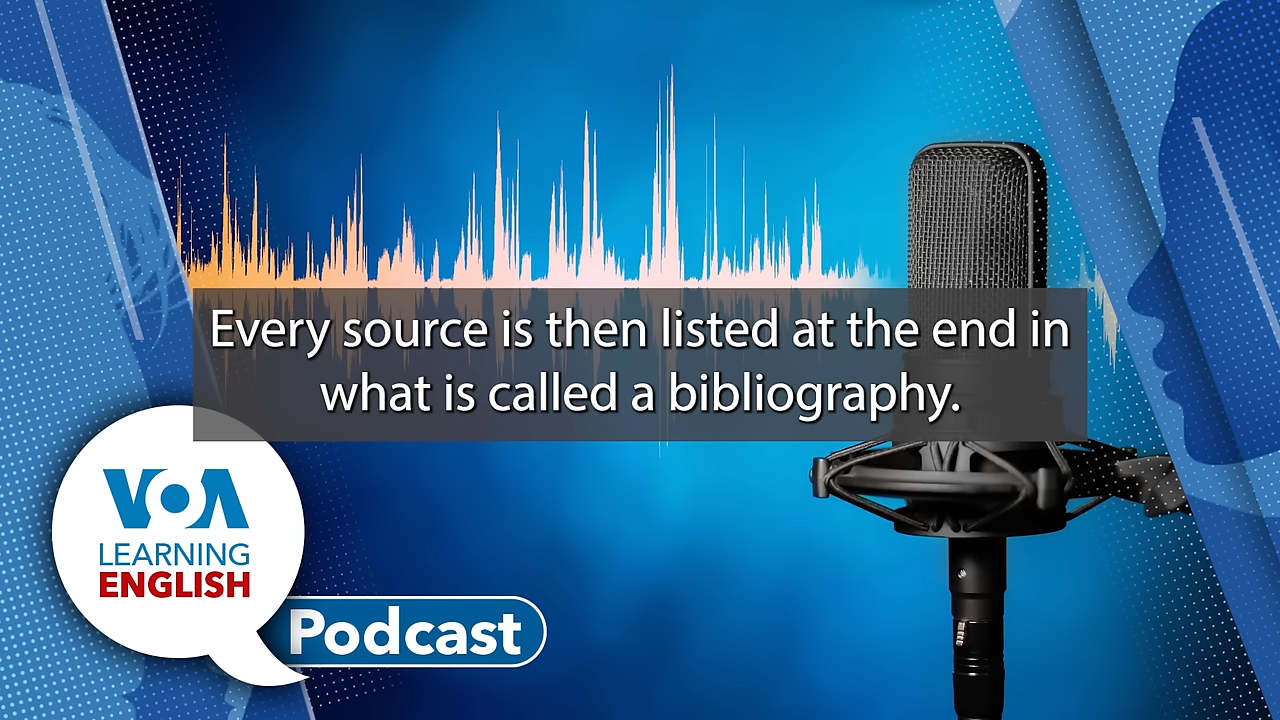 Every source is then listed at the end in
what is called a bibliography.
VOA
LEARNING
ENGLISH
Podcast